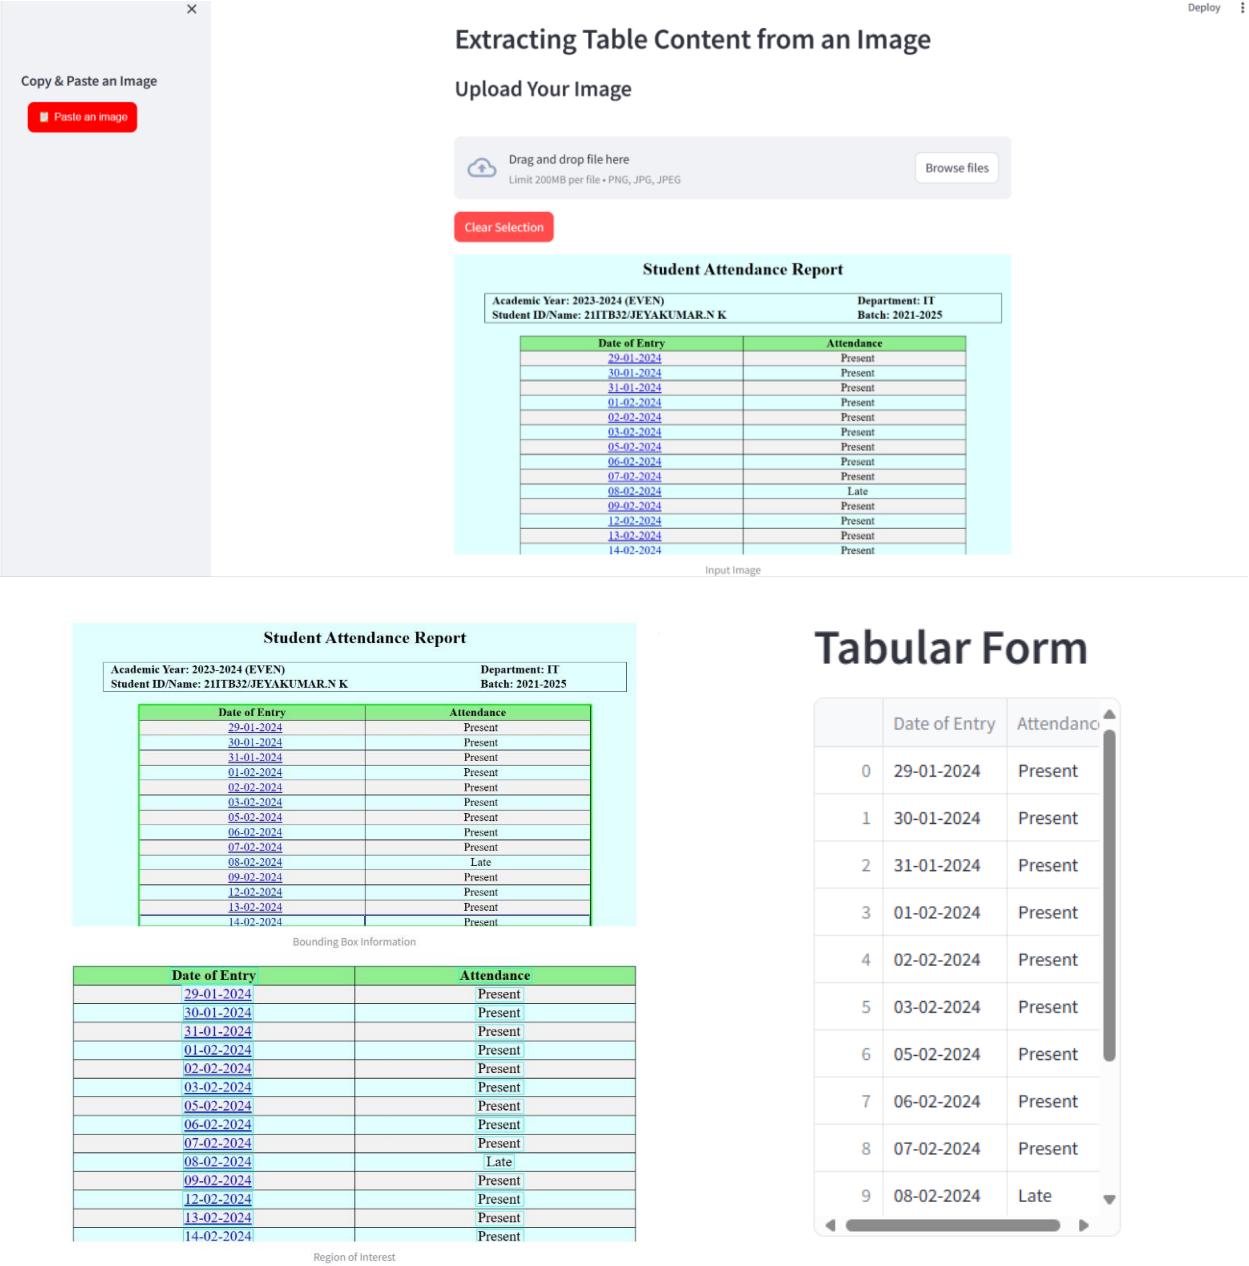 Deploy
Copy & Paste an Image
Paste an image
Extracting Table Content from an Image
Upload Your Image
Drag and drop file here
Limit 200MB per file • PNG, JPG, JPEG
Browse files
Clear Selection
Student Attendance Report
Academic Year: 2023-2024 (EVEN) Department: IT
Student ID/Name: 21ITB32/JEYAKUMAR.N K Batch: 2021-2025
Date of Entry Attendance
29-01-2024 Present
30-01-2024 Present
31-01-2024 Present
01-02-2024 Present
02-02-2024 Present
03-02-2024 Present
05-02-2024 Present
06-02-2024 Present
07-02-2024 Present
08-02-2024 Late
09-02-2024 Present
12-02-2024 Present
13-02-2024 Present
14-02-2024 Present
Input Image
Student Attendance Report
Academic Year: 2023-2024 (EVEN) Department: IT
Student ID/Name: 21ITB32/JEYAKUMAR.N K Batch: 2021-2025
Date of Entry Attendance
29-01-2024 Present
30-01-2024 Present
31-01-2024 Present
01-02-2024 Present
02-02-2024 Present
03-02-2024 Present
05-02-2024 Present
06-02-2024 Present
07-02-2024 Present
08-02-2024 Late
09-02-2024 Present
12-02-2024 Present
13-02-2024 Present
14-02-2024 Present
Bounding Box Information
Date of Entry Attendance
29-01-2024 Present
30-01-2024 Present
31-01-2024 Present
01-02-2024 Present
02-02-2024 Present
03-02-2024 Present
05-02-2024 Present
06-02-2024 Present
07-02-2024 Present
08-02-2024 Late
09-02-2024 Present
12-02-2024 Present
13-02-2024 Present
14-02-2024 Present
Region of Interest
Tabular Form
Date of Entry Attendanc
0 29-01-2024 Present
1 30-01-2024 Present
2 31-01-2024 Present
3 01-02-2024 Present
4 02-02-2024 Present
5 03-02-2024 Present
6 05-02-2024 Present
7 06-02-2024 Present
8 07-02-2024 Present
9 08-02-2024 Late